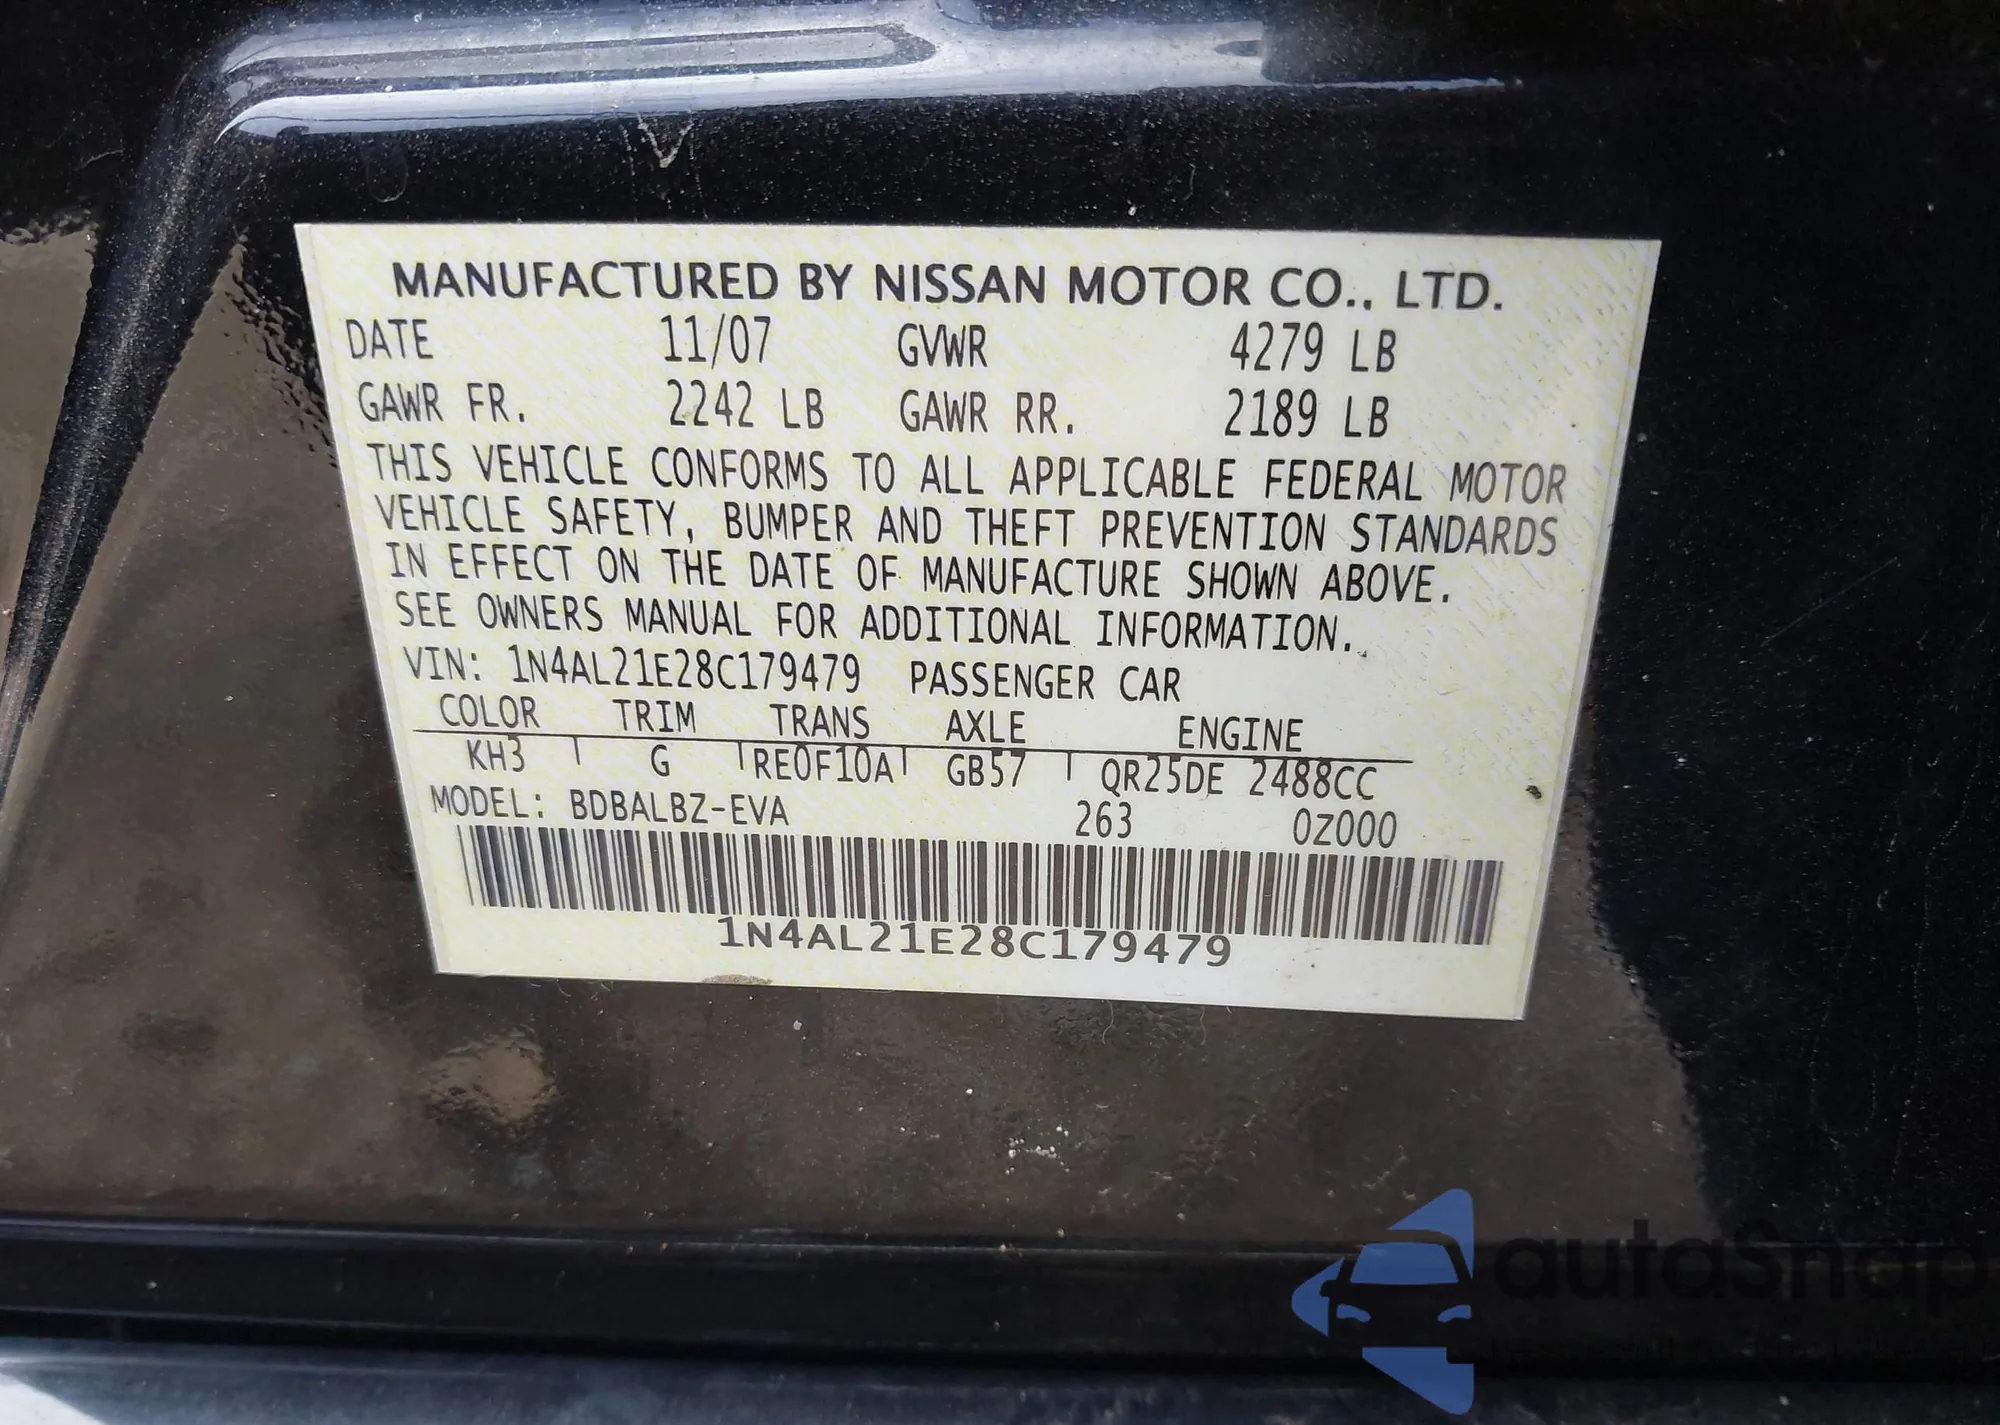 MANUFACTURED BY NISSAN MOTOR CO., LTD.
DATE 11/07 GVWR 4279 LB
GAWR FR. 2242 LB GAWR RR. 2189 LB
THIS VEHICLE CONFORMS TO ALL APPLICABLE FEDERAL MOTOR
VEHICLE SAFETY, BUMPER AND THEFT PREVENTION STANDARDS
IN EFFECT ON THE DATE OF MANUFACTURE SHOWN ABOVE.
SEE OWNERS MANUAL FOR ADDITIONAL INFORMATION.
VIN: 1N4AL21E28C179479 PASSENGER CAR
COLOR TRIM TRANS AXLE ENGINE
KH3 G RE0F10A GB57 QR25DE 2488CC
MODEL: BDBALBZ-EVA 263 0Z000
1N4AL21E28C179479
autoSnap